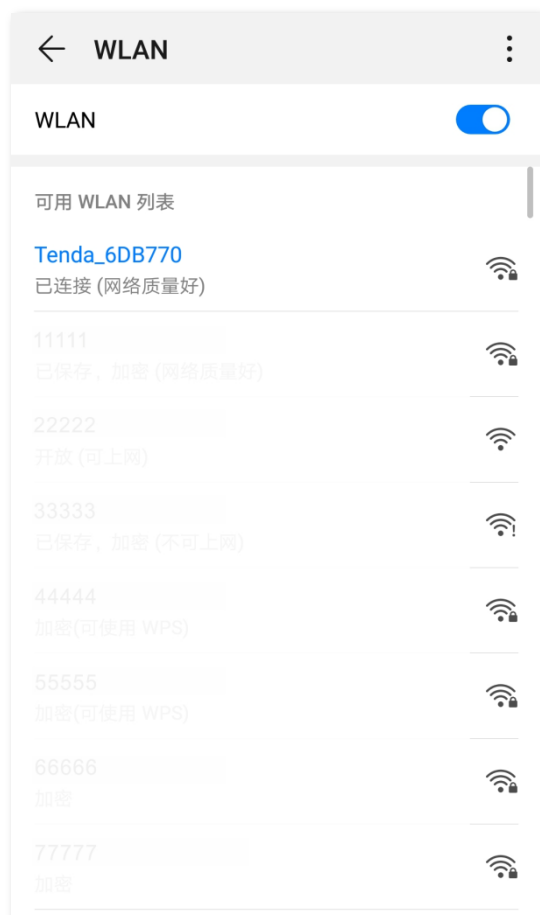 WLAN
WLAN
可用 WLAN 列表
Tenda_6DB770
已连接 (网络质量好)
11111
已保存，加密 (网络质量好)
22222
开放 (可上网)
33333
已保存，加密 (不可上网)
44444
加密(可使用 WPS)
55555
加密(可使用 WPS)
66666
加密
77777
加密